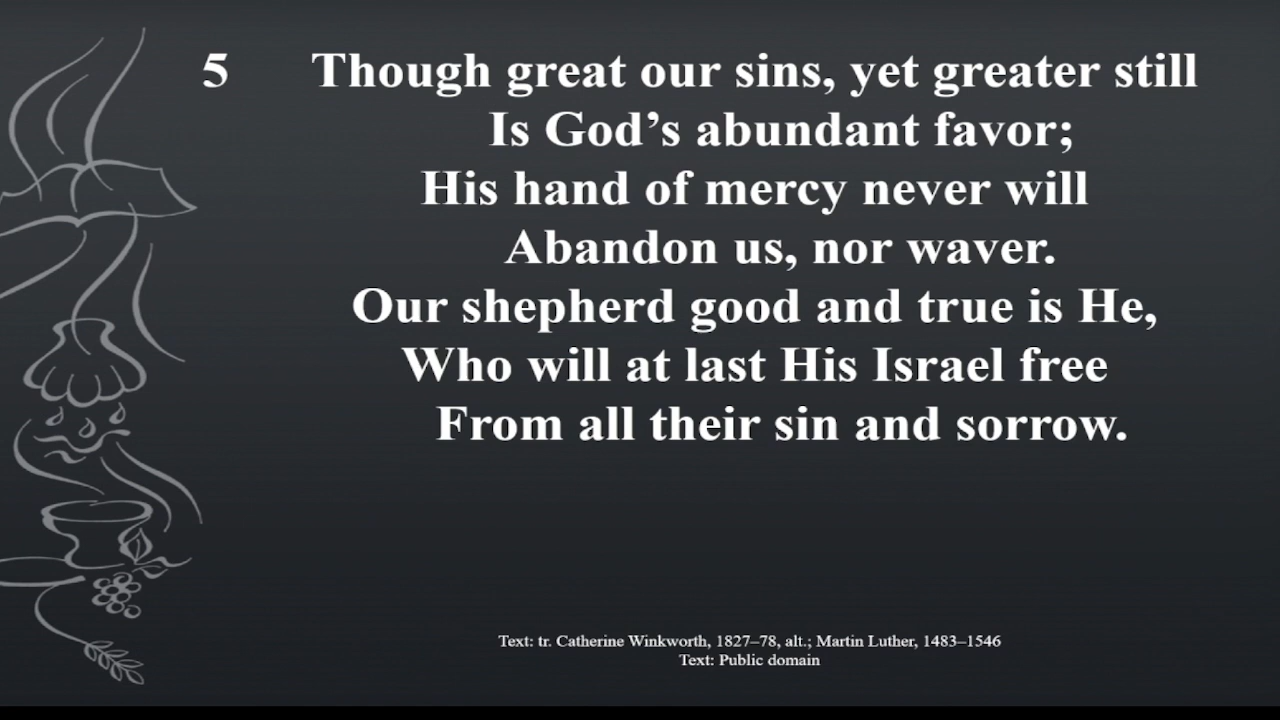 5 Though great our sins, yet greater still
Is God’s abundant favor;
His hand of mercy never will
Abandon us, nor waver.
Our shepherd good and true is He,
Who will at last His Israel free
From all their sin and sorrow.
Text: tr. Catherine Winkworth, 1827–78, alt.; Martin Luther, 1483–1546
Text: Public domain